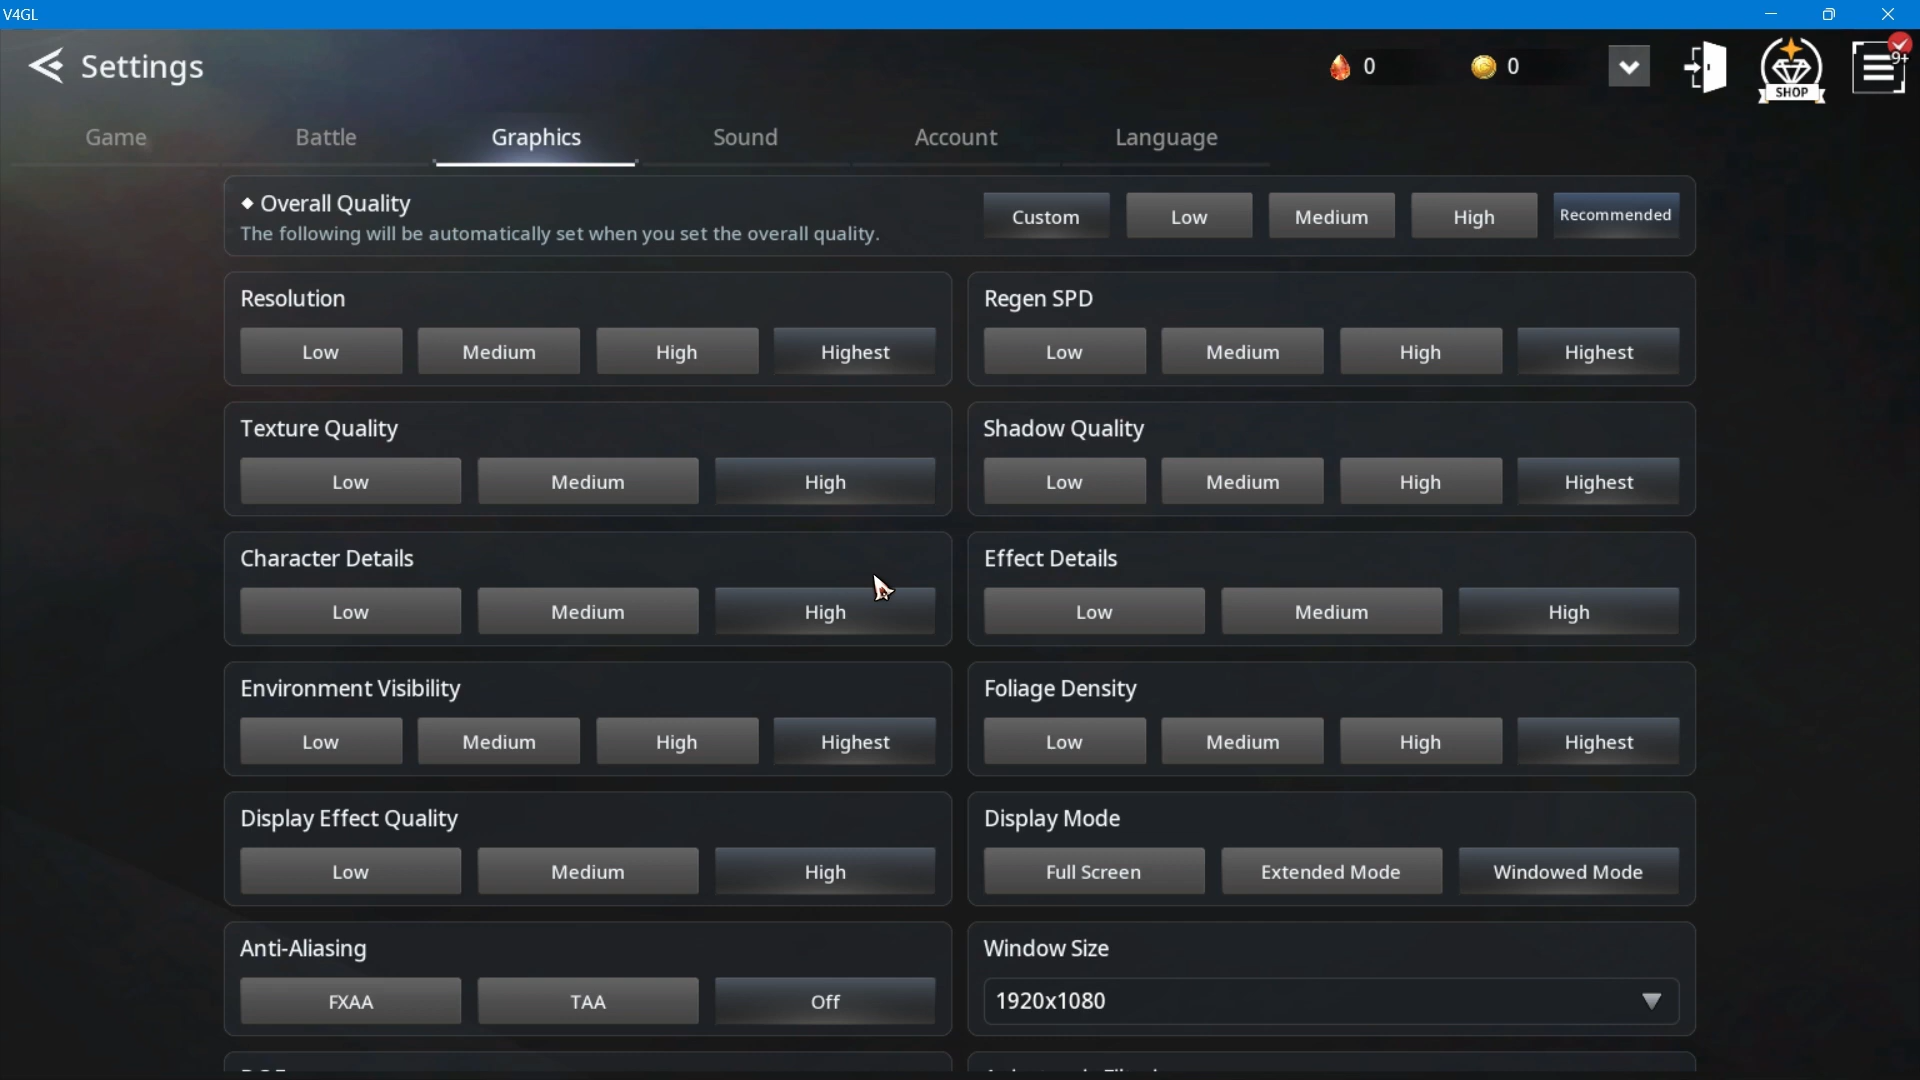 V4GL
Settings
0
0
SHOP
9+
Game Battle Graphics Sound Account Language
◆ Overall Quality
The following will be automatically set when you set the overall quality.
Custom Low Medium High Recommended
Resolution
Low Medium High Highest
Regen SPD
Low Medium High Highest
Texture Quality
Low Medium High
Shadow Quality
Low Medium High Highest
Character Details
Low Medium High
Effect Details
Low Medium High
Environment Visibility
Low Medium High Highest
Foliage Density
Low Medium High Highest
Display Effect Quality
Low Medium High
Display Mode
Full Screen Extended Mode Windowed Mode
Anti-Aliasing
FXAA TAA Off
Window Size
1920x1080